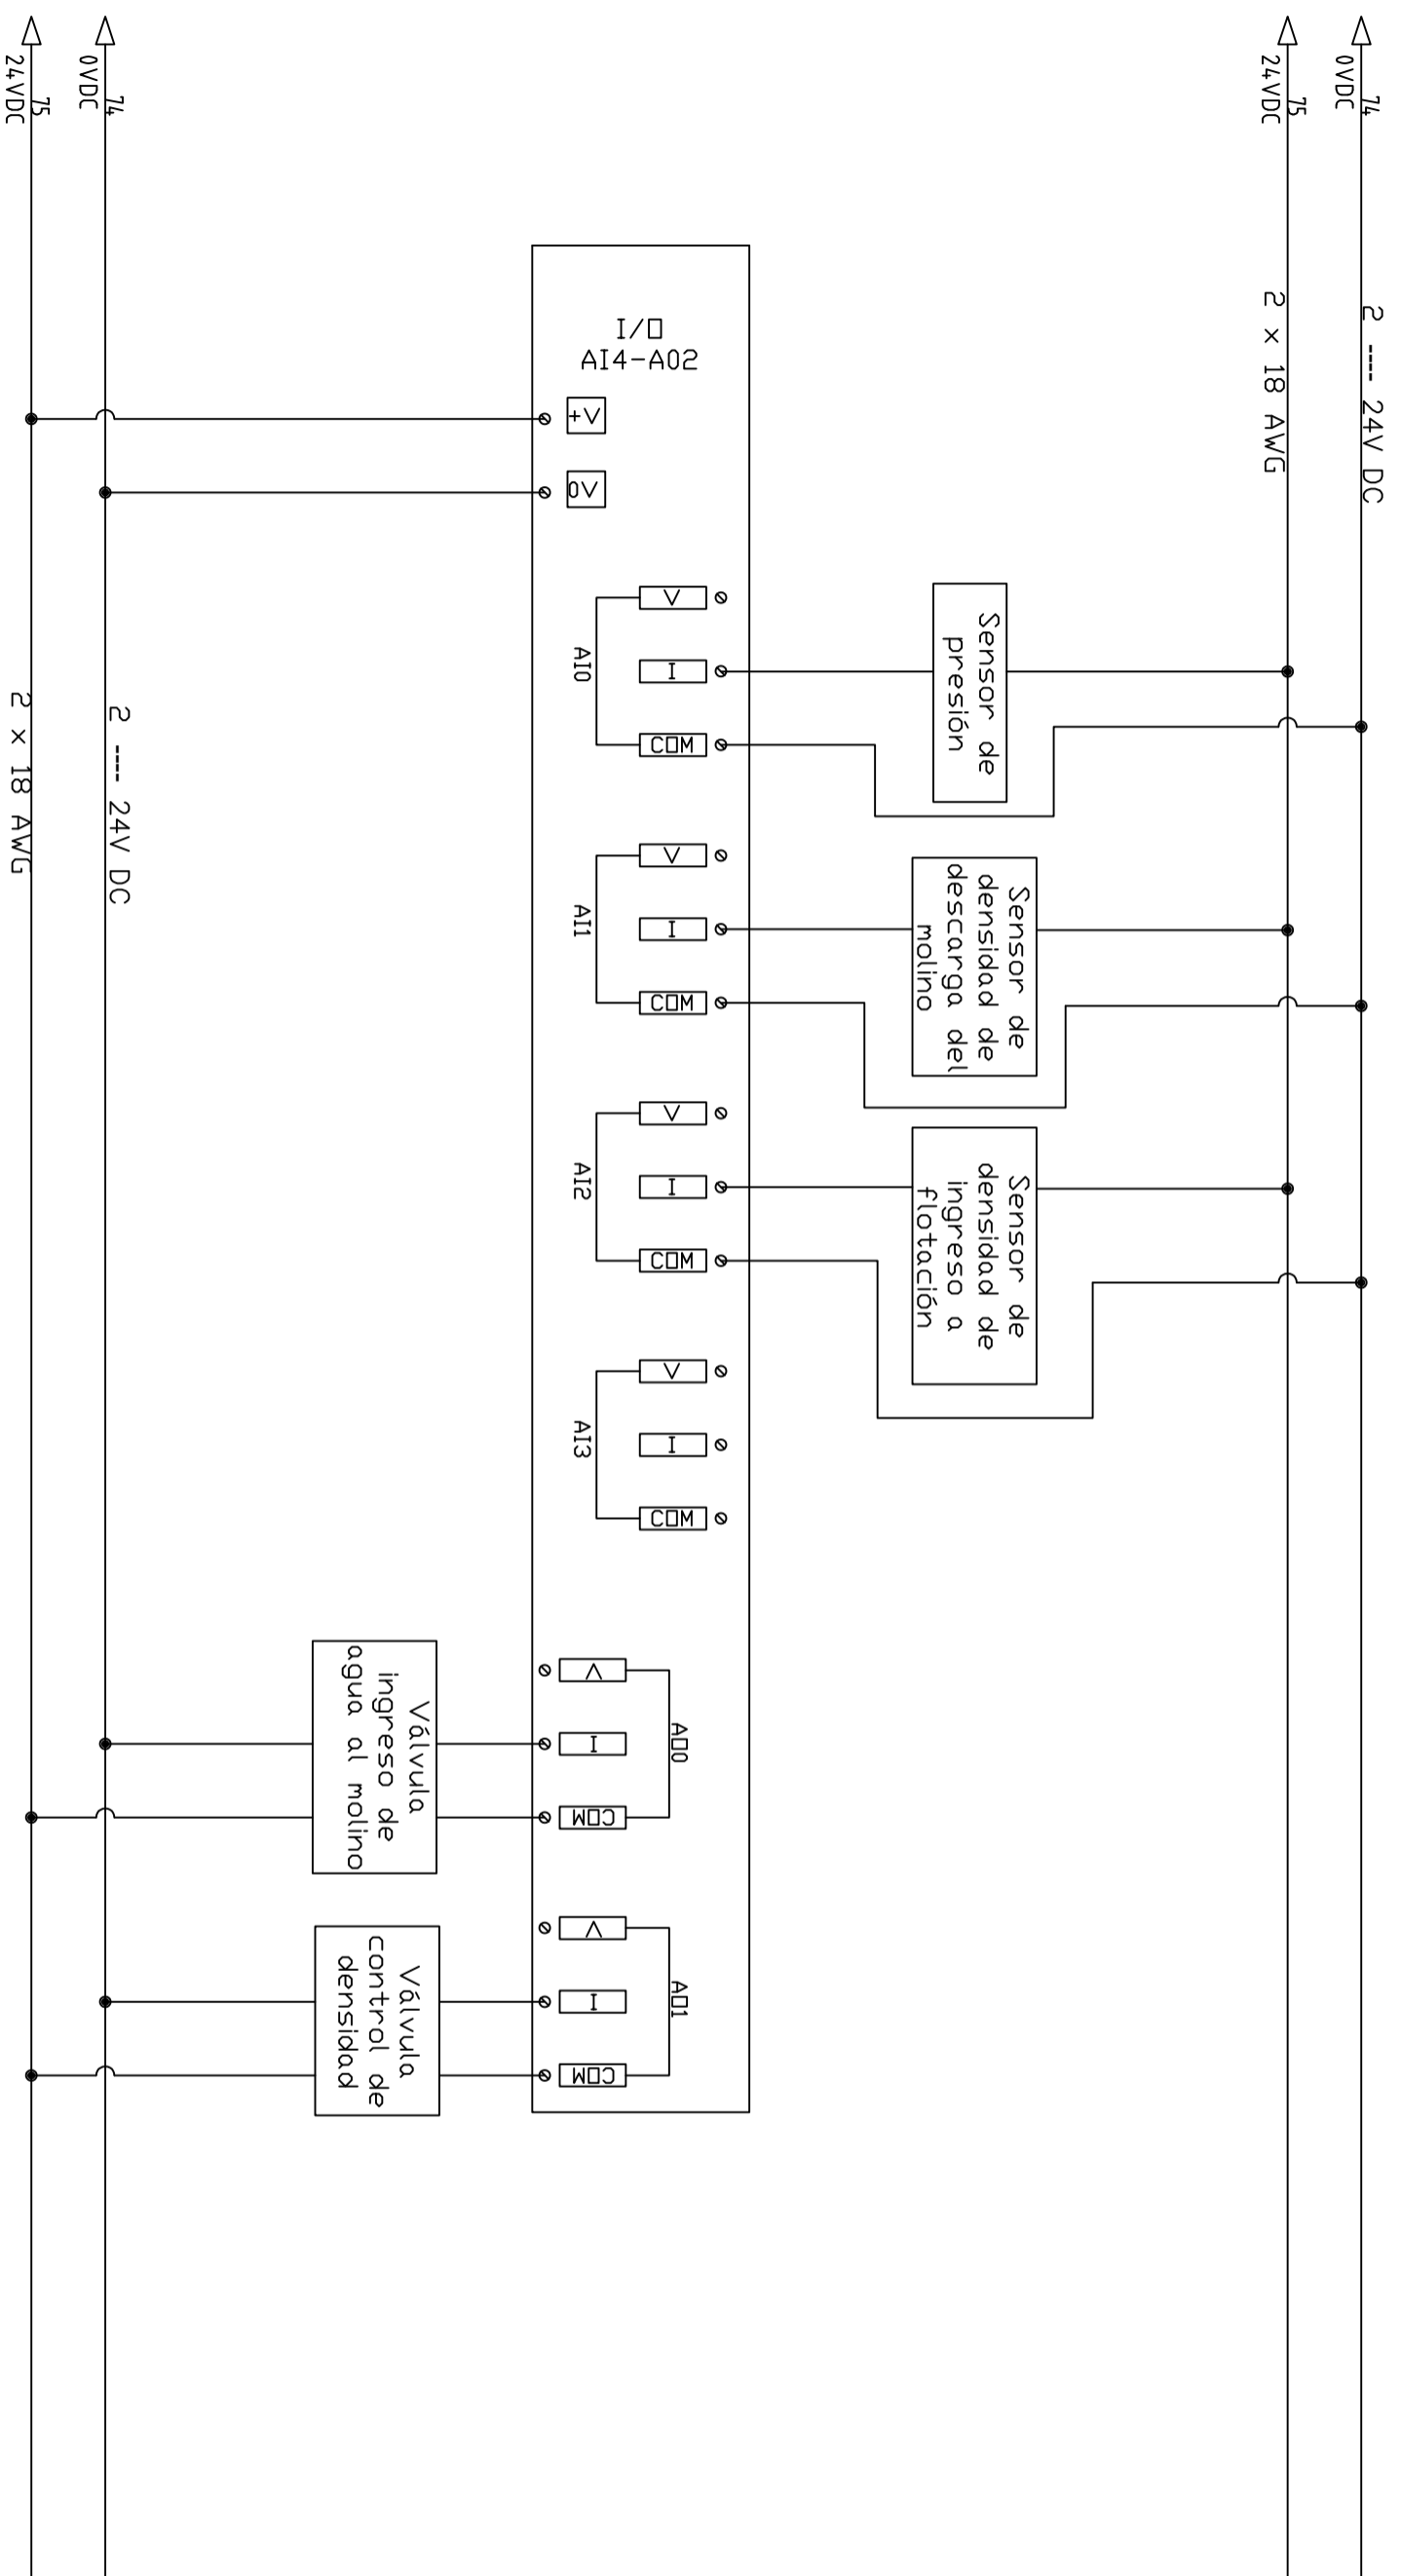 74
0VDC
2 ---- 24V DC
75
24VDC
2 x 18 AWG
Sensor de
presión
Sensor de
densidad de
descarga del
molino
Sensor de
densidad de
ingreso a
flotación
I/O
AI4-A02
+V
0V
V
I
COM
AI0
V
I
COM
AI1
V
I
COM
AI2
V
I
COM
AI3
AO0
V
I
COM
AO1
V
I
COM
Válvula
ingreso de
agua al molino
Válvula
control de
densidad
74
0VDC
2 ---- 24V DC
75
24VDC
2 x 18 AWG